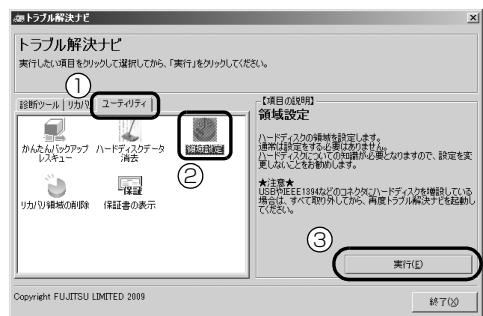 トラブル解決ナビ
トラブル解決ナビ
実行したい項目をクリックして選択してから、「実行」をクリックしてください。
①
診断ツール リカバリ ユーティリティ
かんたんバックアップ
レスキュー
ハードディスクデータ
消去
領域設定
②
リカバリ領域の削除
保証
保証書の表示
【項目の説明】
領域設定
ハードディスクの領域を設定します。
通常は設定をする必要はありません。
ハードディスクについての知識が必要となりますので、設定を変
更しないことをお勧めします。
★注意★
USBやIEEE1394などのコネクタにハードディスクを増設している
場合は、すべて取り外してから、再度トラブル解決ナビを起動し
てください。
③
実行(E)
Copyright FUJITSU LIMITED 2009
終了(X)